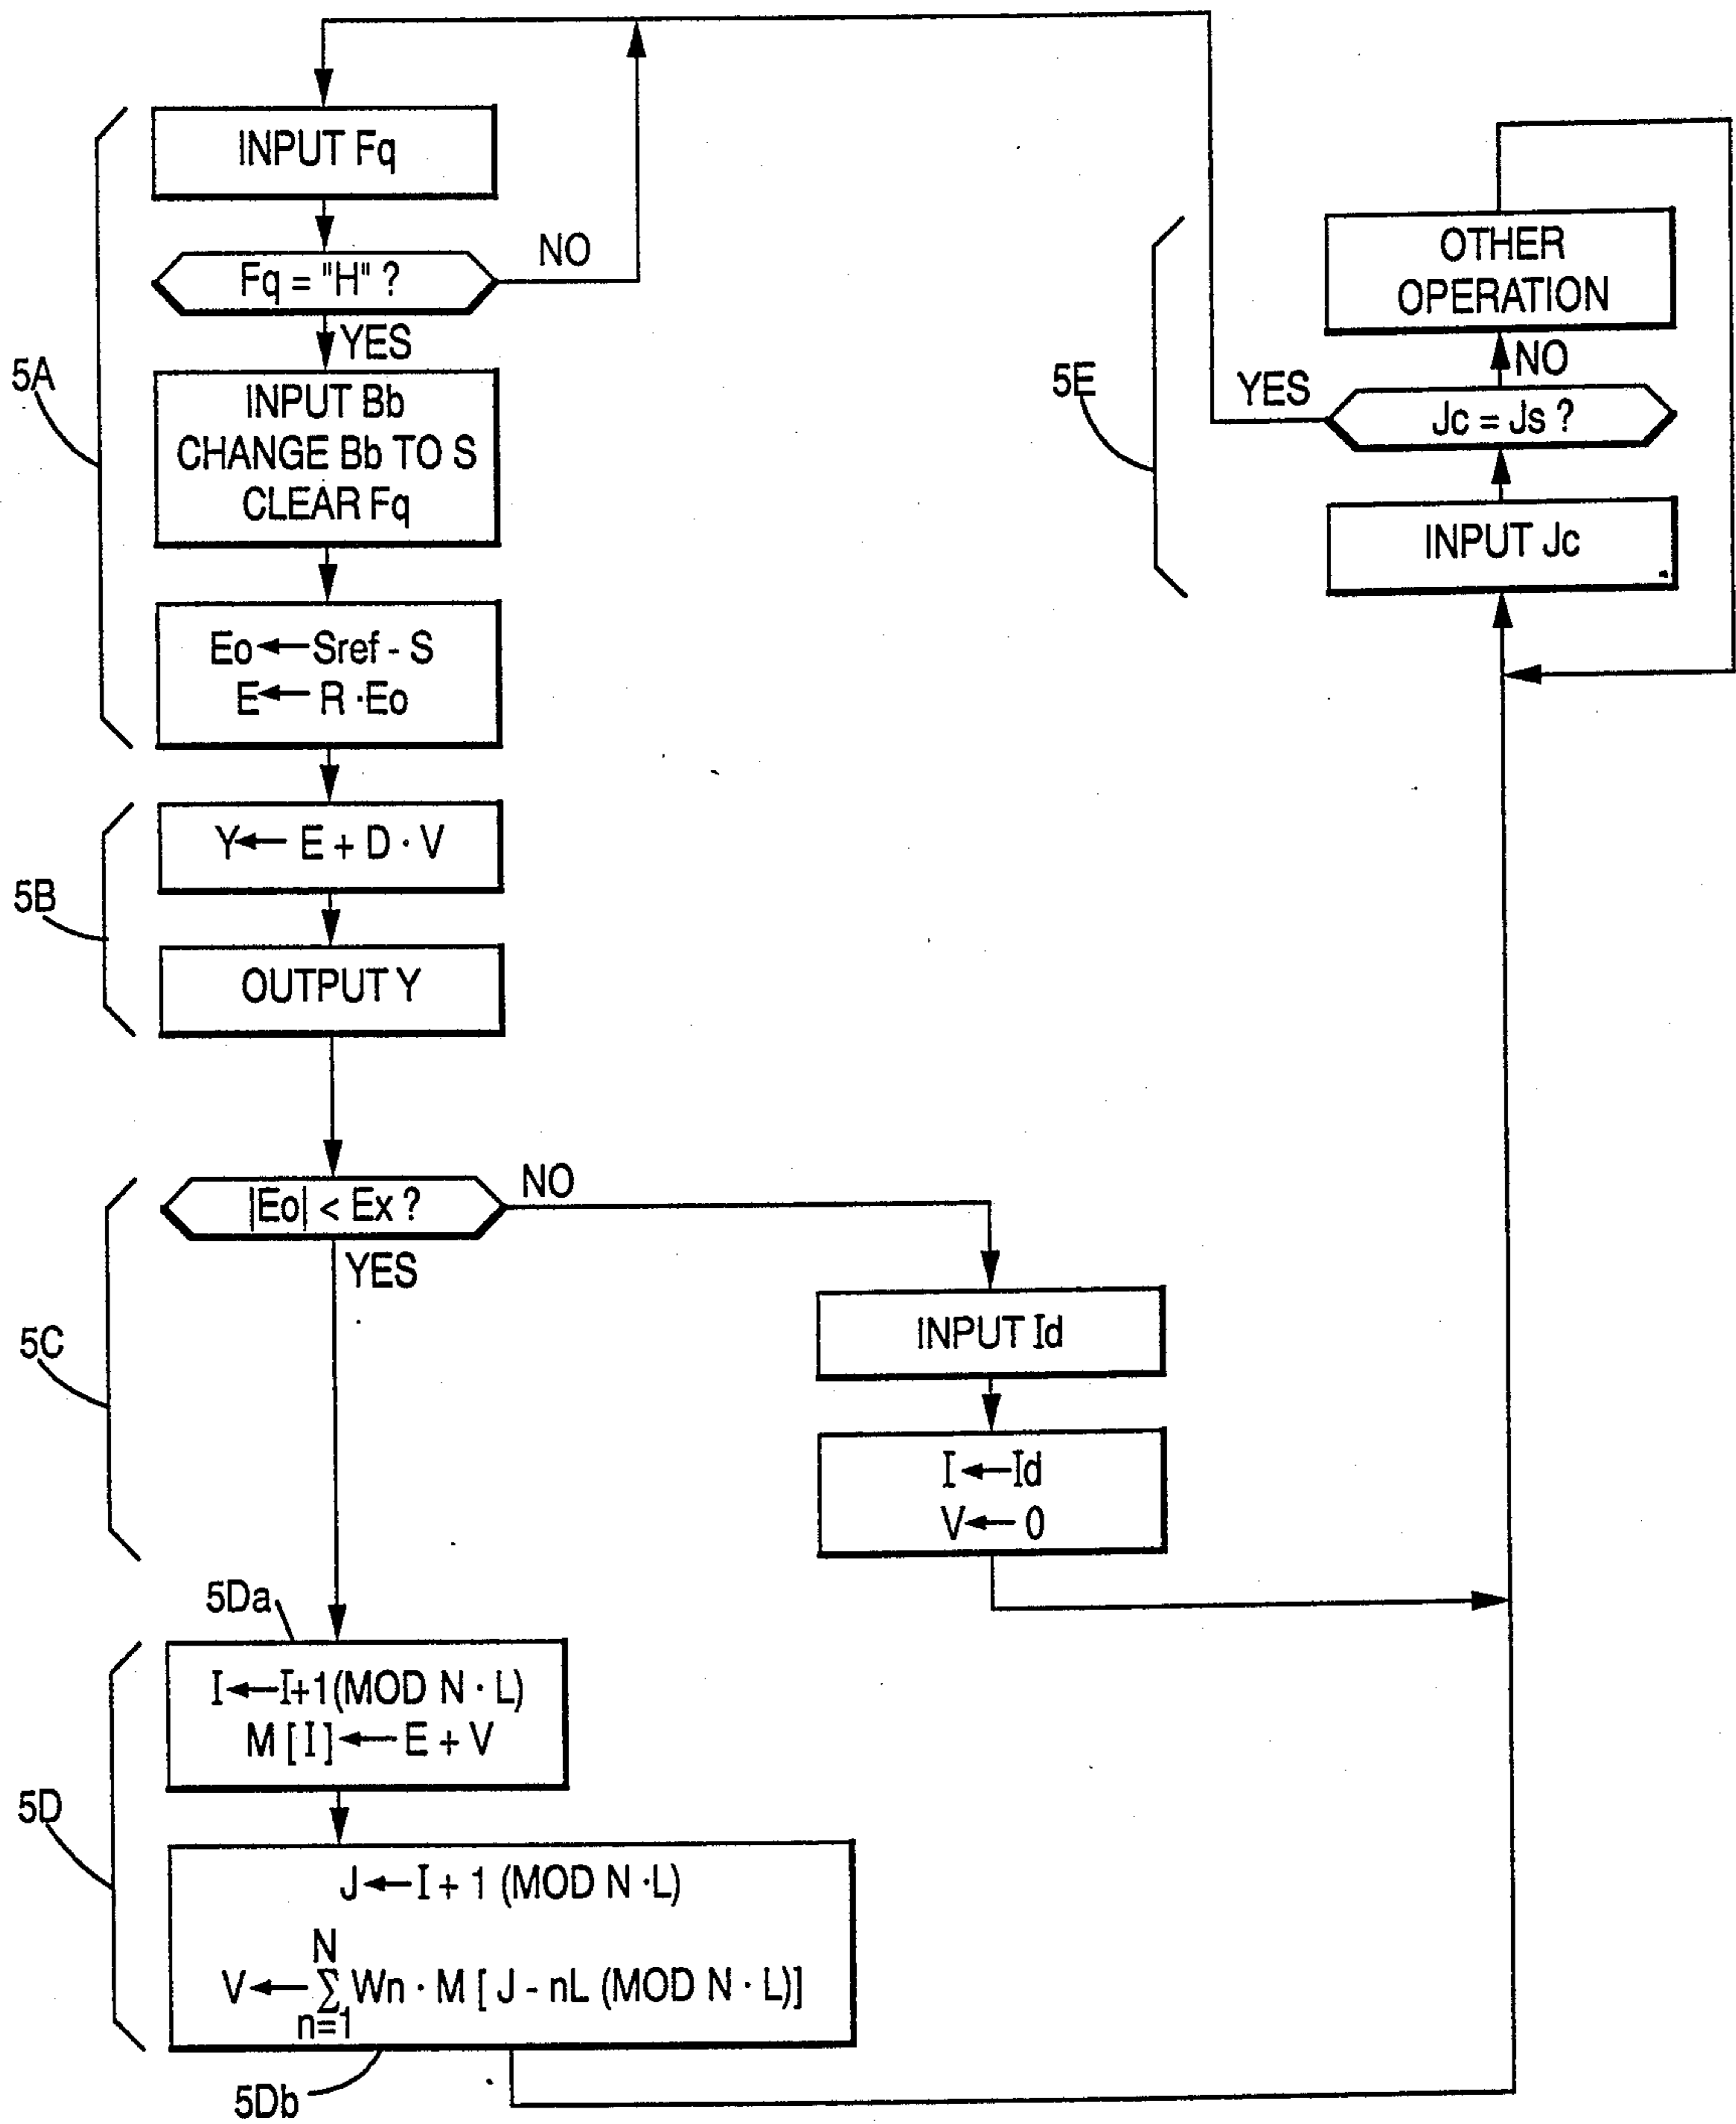 INPUT Fq
Fq = "H" ?
NO
YES
INPUT Bb
CHANGE Bb TO S
CLEAR Fq
5A
Eo←Sref - S
E← R ·Eo
Y← E + D · V
5B
OUTPUT Y
|Eo| < Ex ?
NO
YES
5C
INPUT Id
I←Id
V← 0
5Da
I←I+1(MOD N · L)
M [ I ]← E + V
5D
J←I + 1 (MOD N ·L)
V← N Σ n=1 Wn · M [ J - nL (MOD N · L)]
5Db
OTHER
OPERATION
NO
5E
YES
Jc = Js ?
INPUT Jc